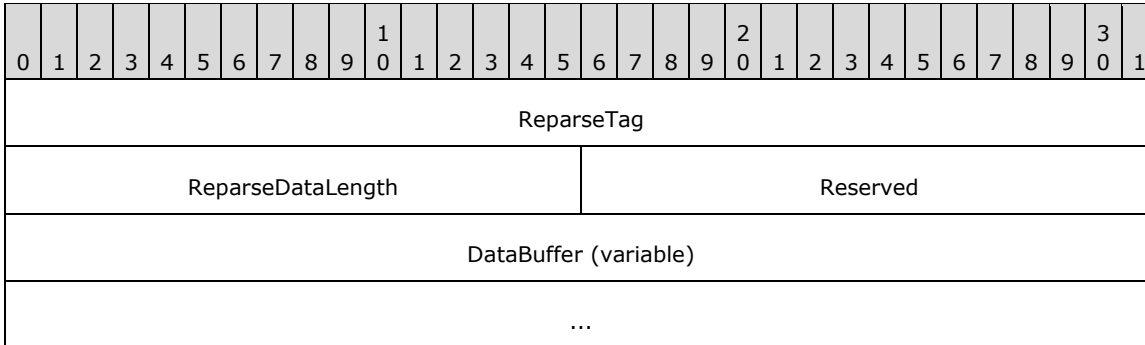 1 2 3
0 1 2 3 4 5 6 7 8 9 0 1 2 3 4 5 6 7 8 9 0 1 2 3 4 5 6 7 8 9 0 1
ReparseTag
ReparseDataLength Reserved
DataBuffer (variable)
...